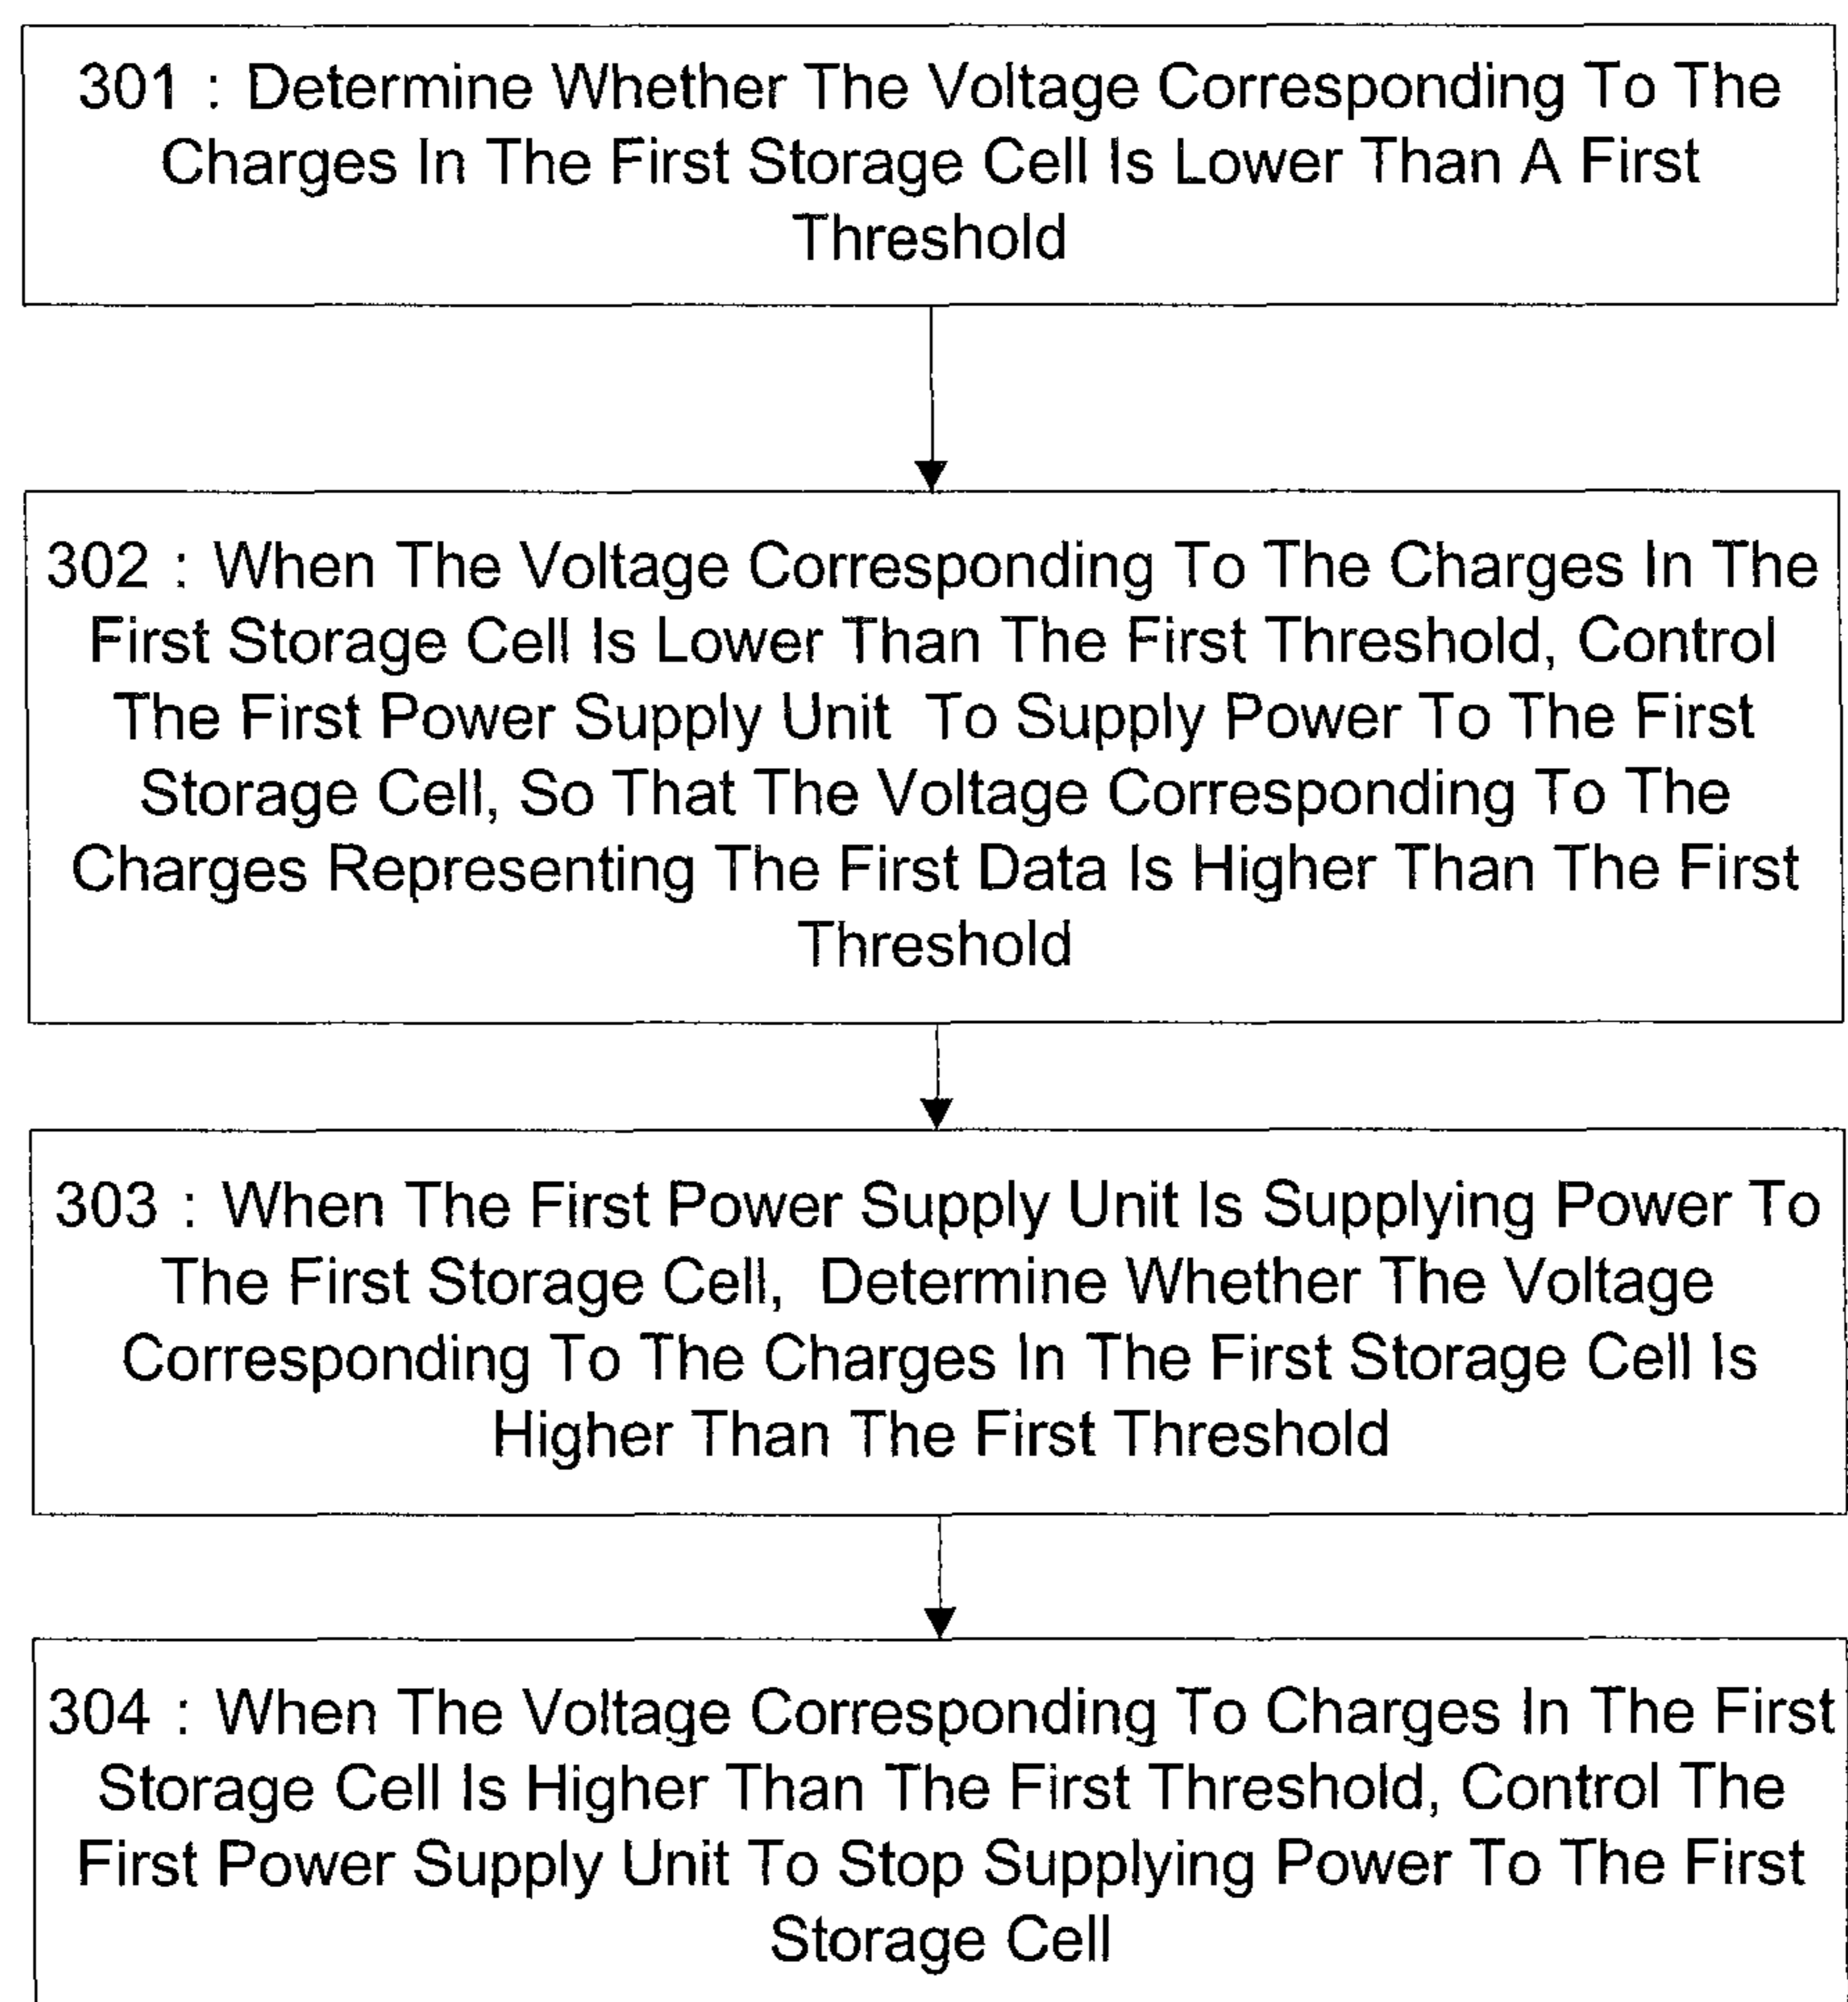 301 : Determine Whether The Voltage Corresponding To The
Charges In The First Storage Cell Is Lower Than A First
Threshold
302 : When The Voltage Corresponding To The Charges In The
First Storage Cell Is Lower Than The First Threshold, Control
The First Power Supply Unit To Supply Power To The First
Storage Cell, So That The Voltage Corresponding To The
Charges Representing The First Data Is Higher Than The First
Threshold
303 : When The First Power Supply Unit Is Supplying Power To
The First Storage Cell, Determine Whether The Voltage
Corresponding To The Charges In The First Storage Cell Is
Higher Than The First Threshold
304 : When The Voltage Corresponding To Charges In The First
Storage Cell Is Higher Than The First Threshold, Control The
First Power Supply Unit To Stop Supplying Power To The First
Storage Cell